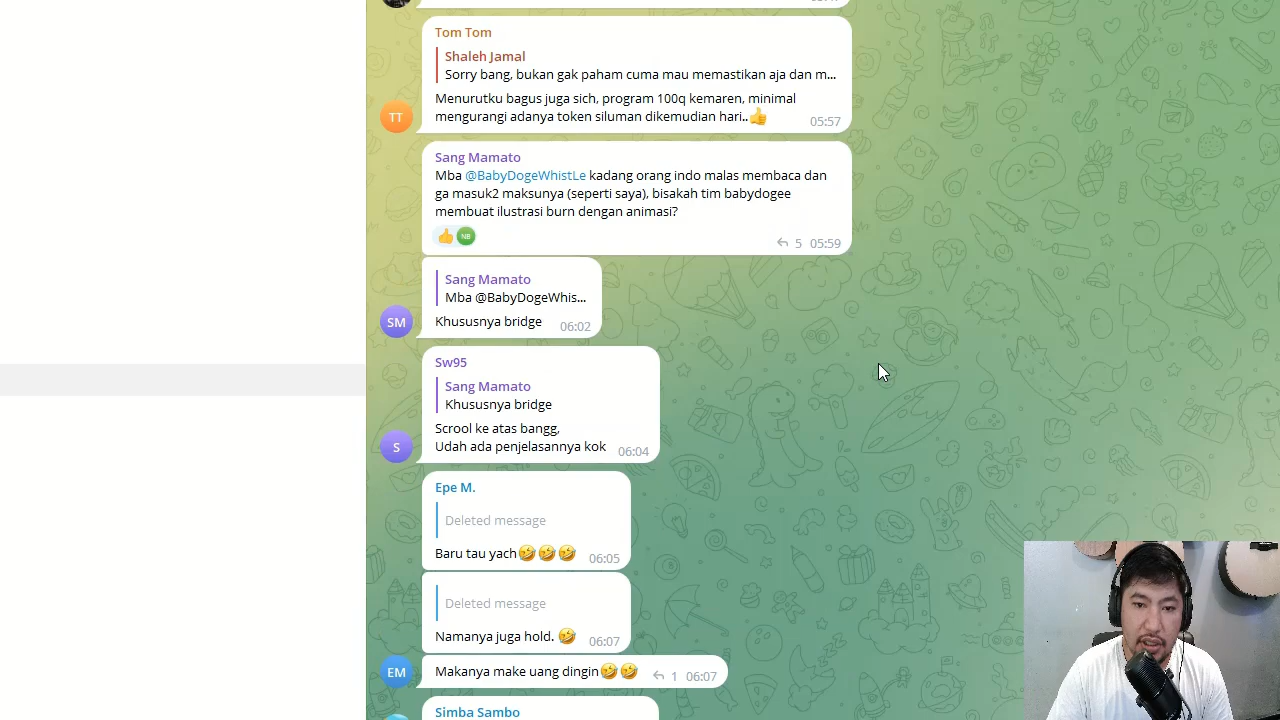 Tom Tom
Shaleh Jamal
Sorry bang, bukan gak paham cuma mau memastikan aja dan m...
Menurutku bagus juga sich, program 100q kemaren, minimal
mengurangi adanya token siluman dikemudian hari..👍
05:57
TT
Sang Mamato
Mba @BabyDogeWhistLe kadang orang indo malas membaca dan
ga masuk2 maksunya (seperti saya), bisakah tim babydogee
membuat ilustrasi burn dengan animasi?
👍 NB
5 05:59
Sang Mamato
Mba @BabyDogeWhis...
Khususnya bridge 06:02
SM
Sw95
Sang Mamato
Khususnya bridge
Scrool ke atas bangg,
Udah ada penjelasannya kok 06:04
S
Epe M.
Deleted message
Baru tau yach🤣🤣🤣 06:05
Deleted message
Namanya juga hold. 🤣 06:07
Makanya make uang dingin🤣🤣 1 06:07
EM
Simba Sambo